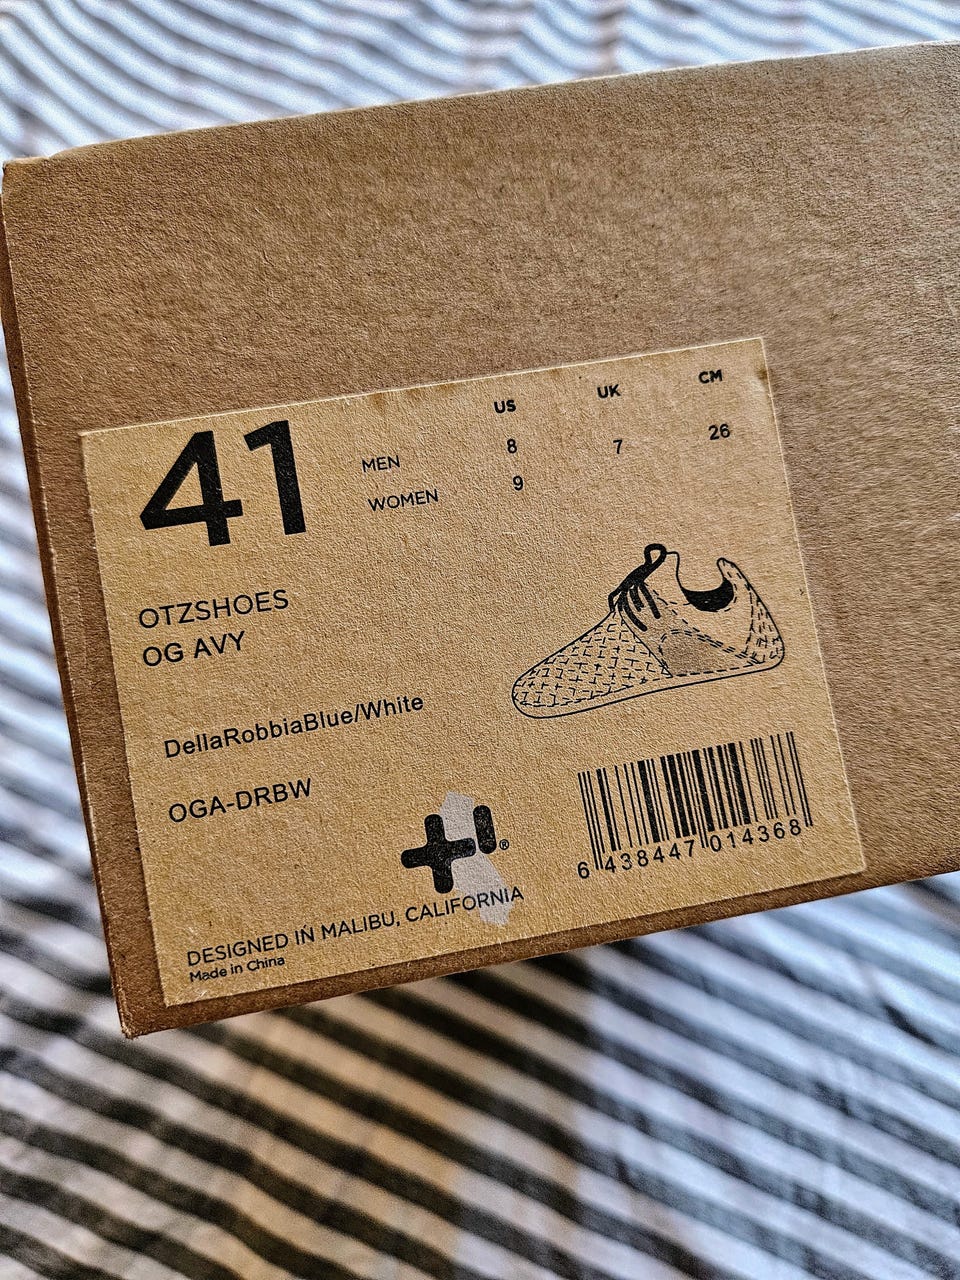 41
US UK CM
MEN 8 7 26
WOMEN 9
OTZSHOES
OG AVY
DellaRobbiaBlue/White
OGA-DRBW
®
6 438447 014368
DESIGNED IN MALIBU, CALIFORNIA
Made in China